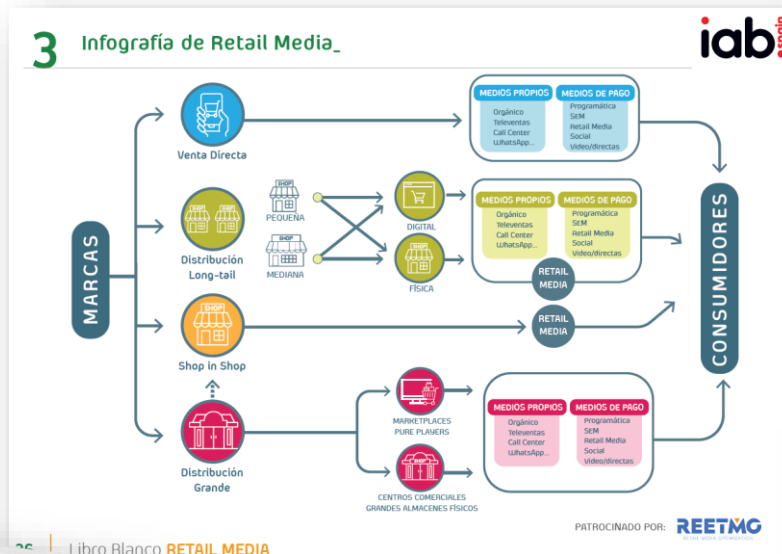 3 Infografía de Retail Media_
iab
spain
MARCAS
Venta Directa
MEDIOS PROPIOS
Orgánico
Televentas
Call Center
WhatsApp...
MEDIOS DE PAGO
Programática
SEM
Retail Media
Social
Video/directas
Distribución
Long-tail
SHOP
PEQUEÑA
SHOP
MEDIANA
DIGITAL
SHOP
FÍSICA
MEDIOS PROPIOS
Orgánico
Televentas
Call Center
WhatsApp...
MEDIOS DE PAGO
Programática
SEM
Retail Media
Social
Video/directas
RETAIL
MEDIA
SHOP
Shop in Shop
RETAIL
MEDIA
Distribución
Grande
MARKETPLACES
PURE PLAYERS
SHOP
CENTROS COMERCIALES
GRANDES ALMACENES FÍSICOS
MEDIOS PROPIOS
Orgánico
Televentas
Call Center
WhatsApp...
MEDIOS DE PAGO
Programática
SEM
Retail Media
Social
Video/directas
CONSUMIDORES
PATROCINADO POR: REETMO
RETAIL MEDIA OPTIMIZATION
Libro Blanco RETAIL MEDIA